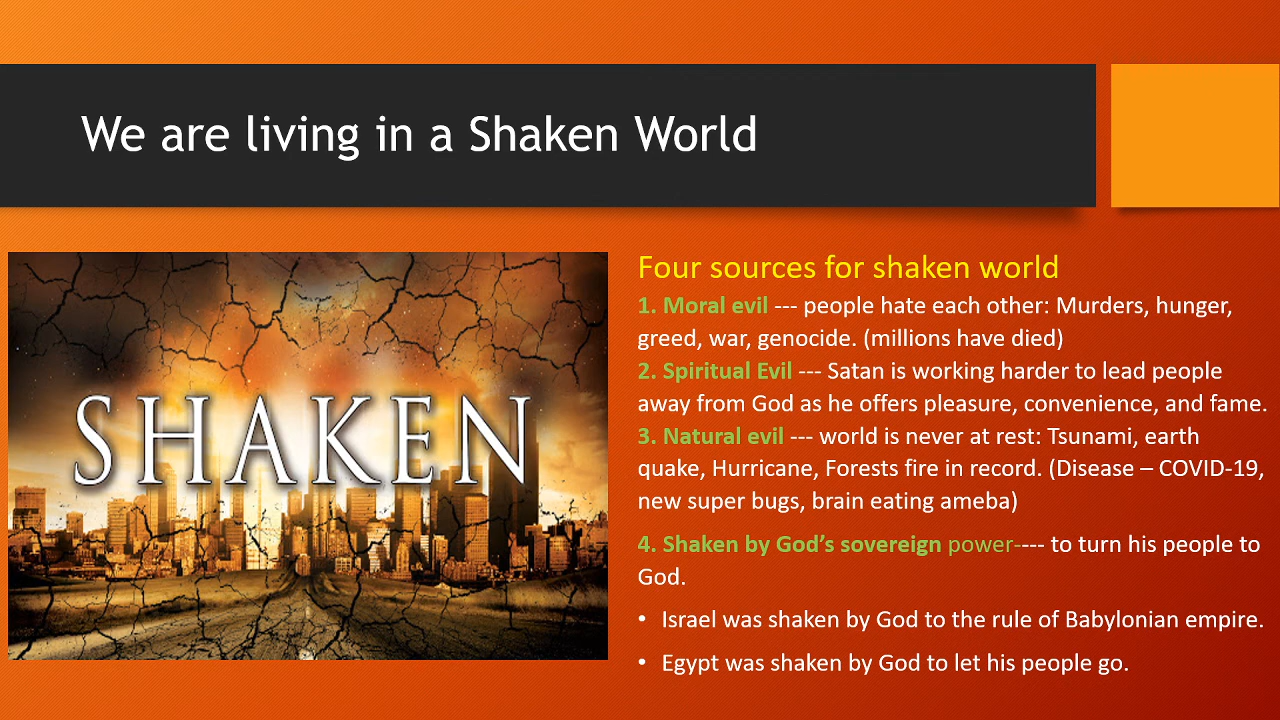 We are living in a Shaken World
SHAKEN
Four sources for shaken world
1. Moral evil --- people hate each other: Murders, hunger,
greed, war, genocide. (millions have died)
2. Spiritual Evil --- Satan is working harder to lead people
away from God as he offers pleasure, convenience, and fame.
3. Natural evil --- world is never at rest: Tsunami, earth
quake, Hurricane, Forests fire in record. (Disease – COVID-19,
new super bugs, brain eating ameba)
4. Shaken by God’s sovereign power---- to turn his people to
God.
• Israel was shaken by God to the rule of Babylonian empire.
• Egypt was shaken by God to let his people go.